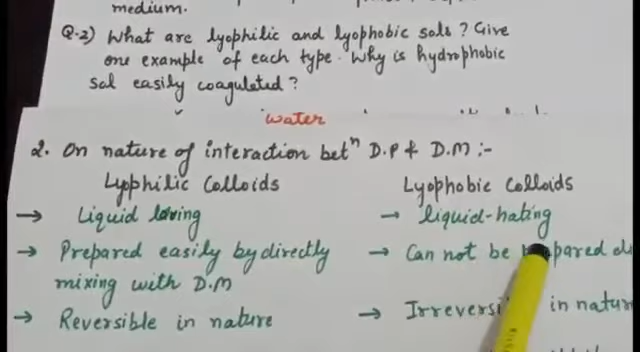 medium.
Q.2) What are lyophilic and lyophobic sols? Give
one example of each type. Why is hydrophobic
sol easily coagulated?
water
2. On nature of interaction betⁿ D.P & D.M :-
Lyphilic Colloids
Lyophobic Colloids
→ Liquid loving
→ liquid-hating
→ Prepared easily by directly
mixing with D.M
→ Can not be
→ Reversible in nature
→ in natur